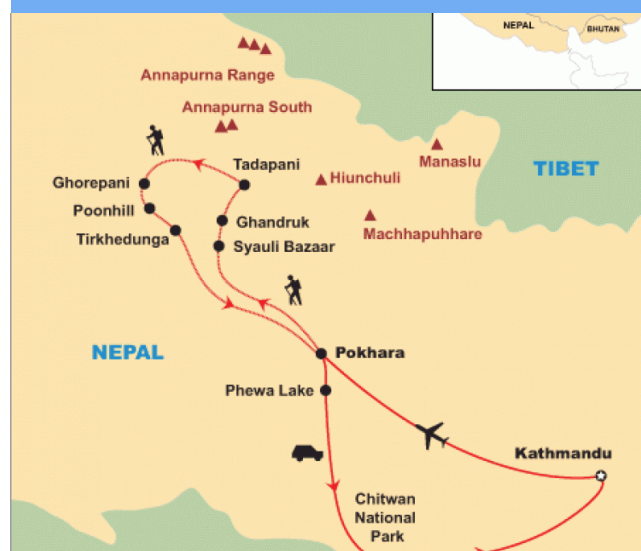 NEPAL
BHUTAN
Annapurna Range
Annapurna South
Manaslu
TIBET
Tadapani
Hiunchuli
Ghorepani
Poonhill
Ghandruk
Machhapuhhare
Tirkhedunga
Syauli Bazaar
NEPAL
Pokhara
Phewa Lake
Kathmandu
Chitwan
National
Park